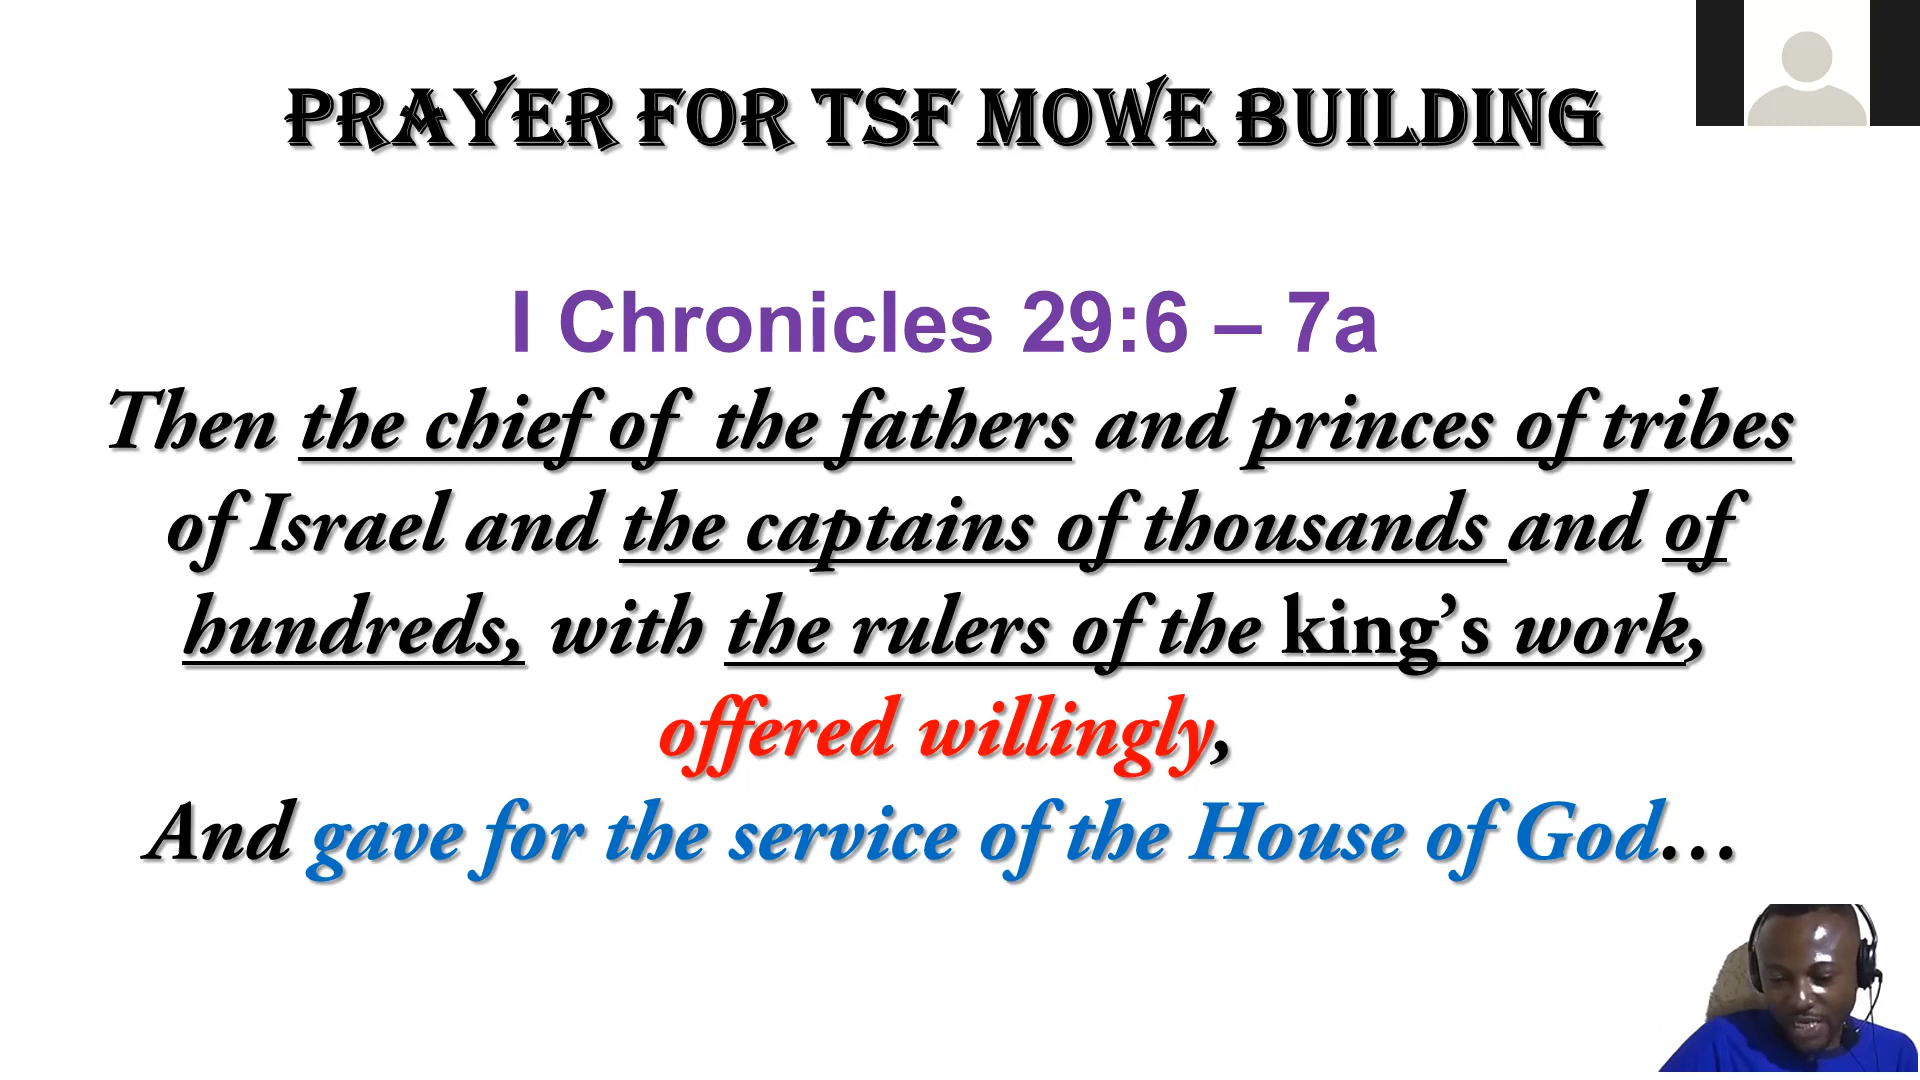 PRAYER FOR TSF MOWE BUILDING
I Chronicles 29:6 – 7a
Then the chief of the fathers and princes of tribes
of Israel and the captains of thousands and of
hundreds, with the rulers of the king’s work,
offered willingly,
And gave for the service of the House of God…